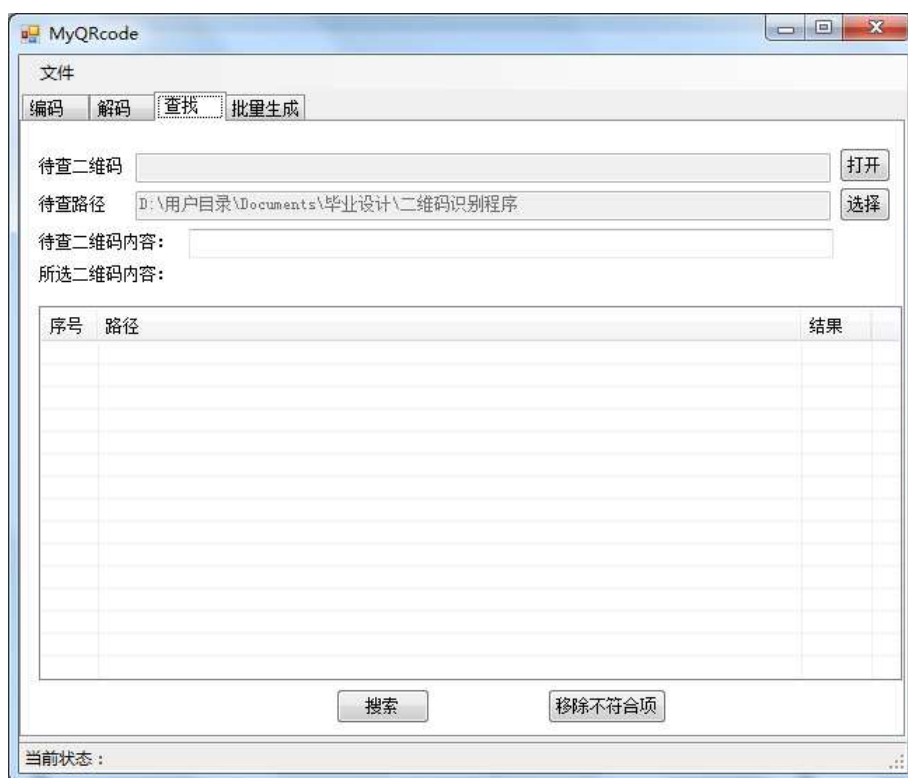 MyQRcode
文件
编码 解码 查找 批量生成
待查二维码 打开
待查路径 D:\用户目录\Documents\毕业设计\二维码识别程序 选择
待查二维码内容:
所选二维码内容:
序号 路径 结果
搜索 移除不符合项
当前状态：